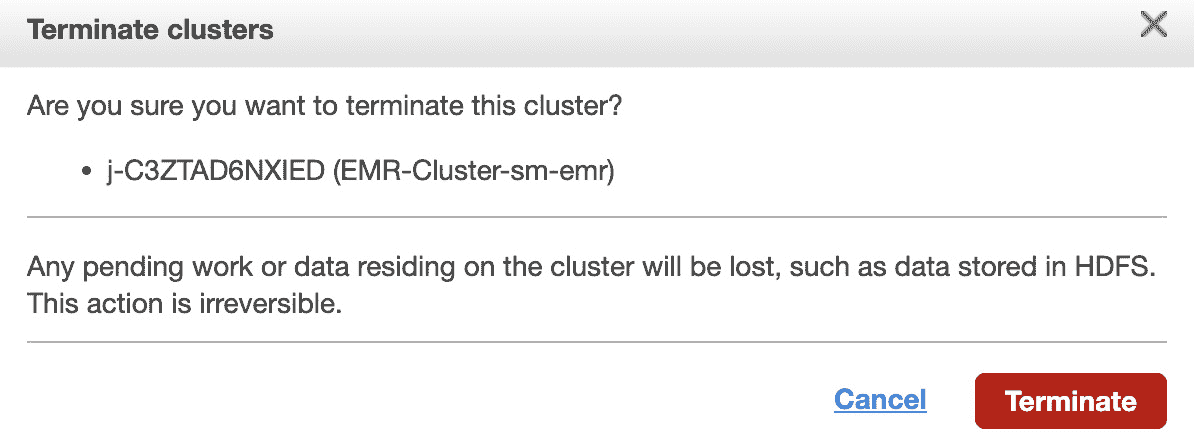 Terminate clusters
Are you sure you want to terminate this cluster?
• j-C3ZTAD6NXIED (EMR-Cluster-sm-emr)
Any pending work or data residing on the cluster will be lost, such as data stored in HDFS.
This action is irreversible.
Cancel
Terminate